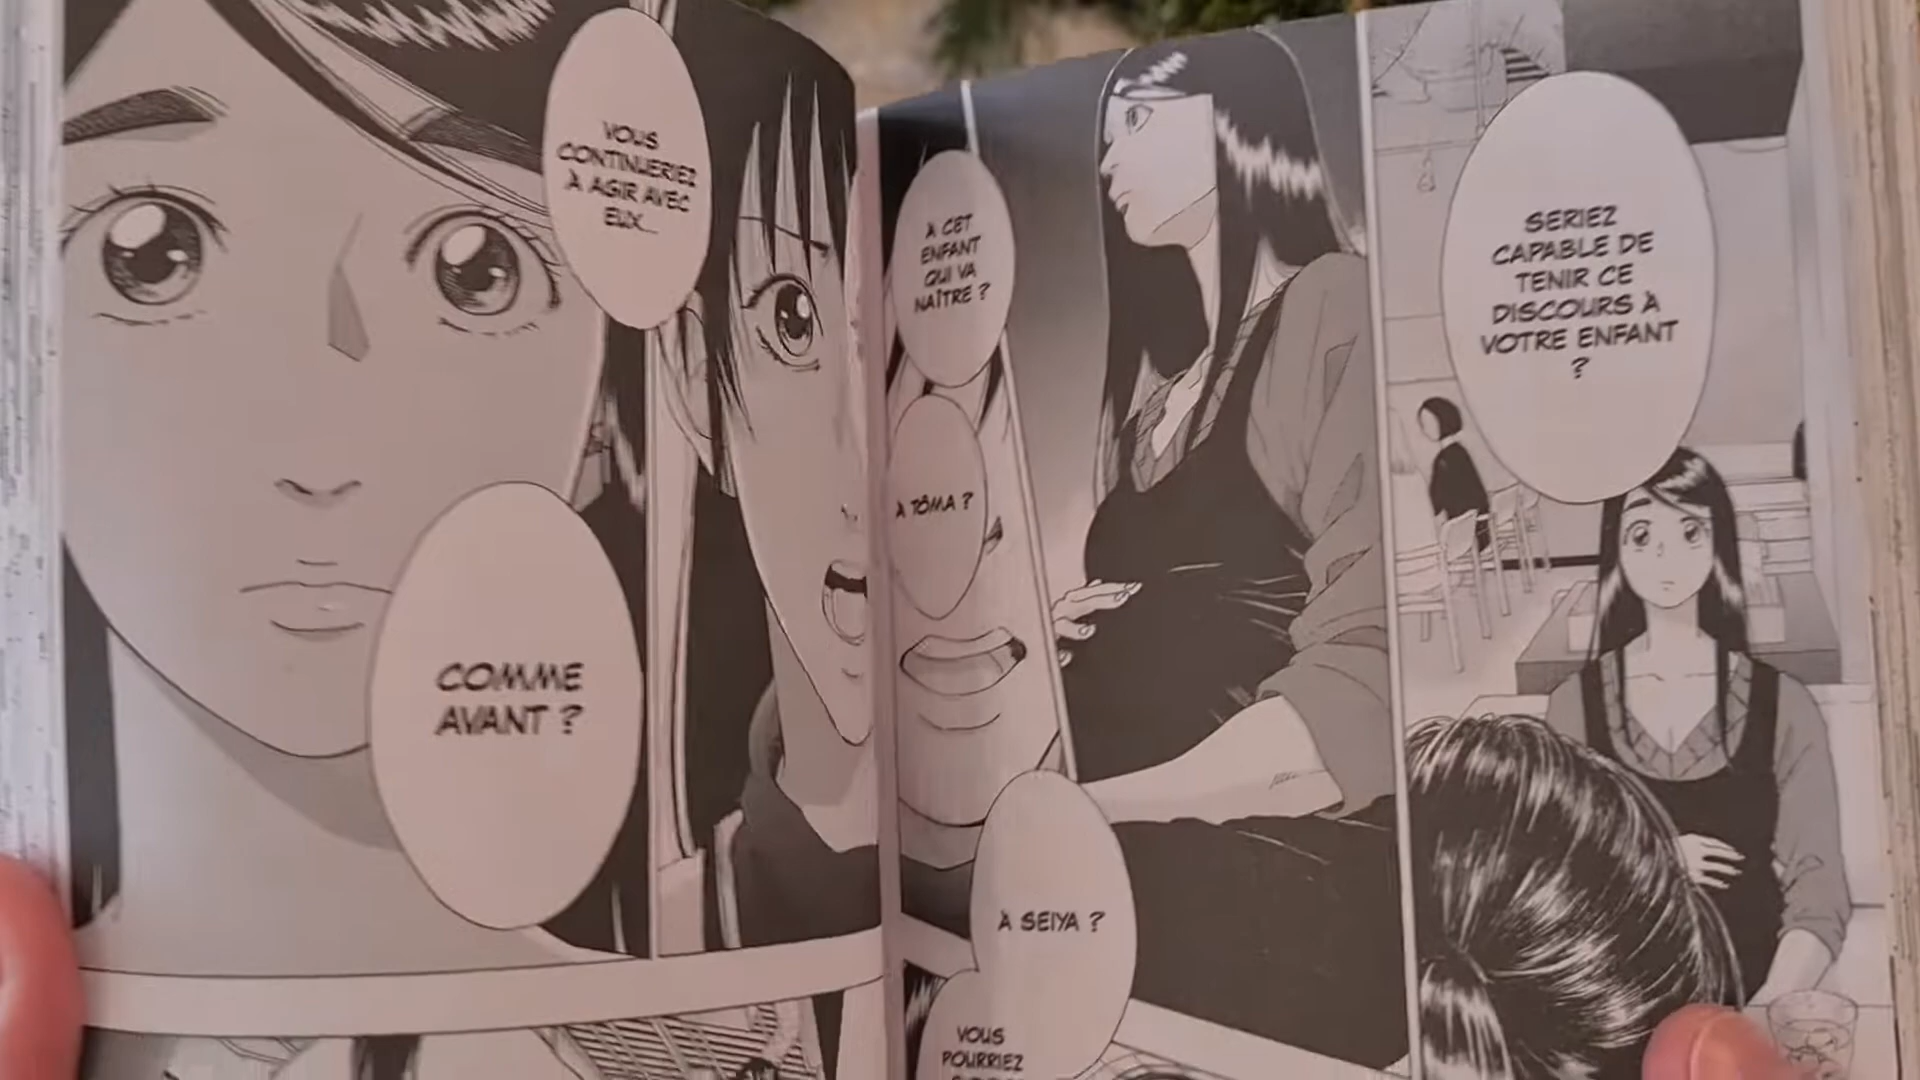 SERIEZ
CAPABLE DE
TENIR CE
DISCOURS À
VOTRE ENFANT
?
À CET
ENFANT
QUI VA
NAÎTRE ?
À TÔMA ?
À SEIYA ?
VOUS
POURRIEZ
VOUS
CONTINUERIEZ
À AGIR AVEC
EUX...
COMME
AVANT ?